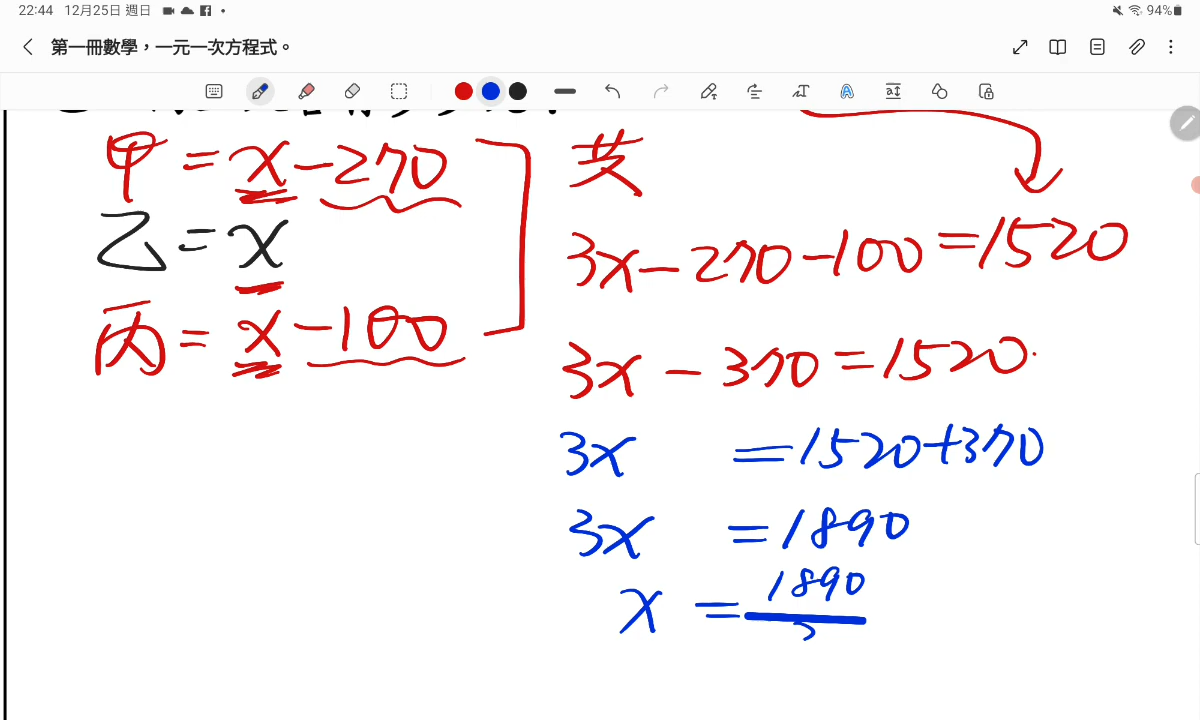 22:44 12月25日 週日 94%
第一冊數學，一元一次方程式。
甲=x-270
乙=x
丙=x-100
共
3x-270-100=1520
3x-370=1520
3x =1520+370
3x =1890
x =1890